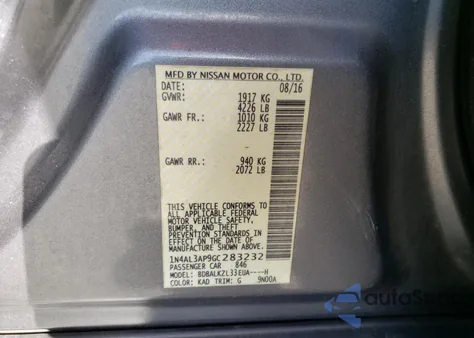 MFD BY NISSAN MOTOR CO., LTD.
DATE: 08/16
GVWR: 1917 KG
4226 LB
GAWR FR.: 1010 KG
2227 LB
GAWR RR.: 940 KG
2072 LB
THIS VEHICLE CONFORMS TO
ALL APPLICABLE FEDERAL
MOTOR VEHICLE SAFETY,
BUMPER, AND THEFT
PREVENTION STANDARDS IN
EFFECT ON THE DATE OF
MANUFACTURE SHOWN ABOVE.
1N4AL3AP9GC283232
PASSENGER CAR 846
MODEL: BDBALKZL33EUA----H
COLOR: KAD TRIM: G 9N00A